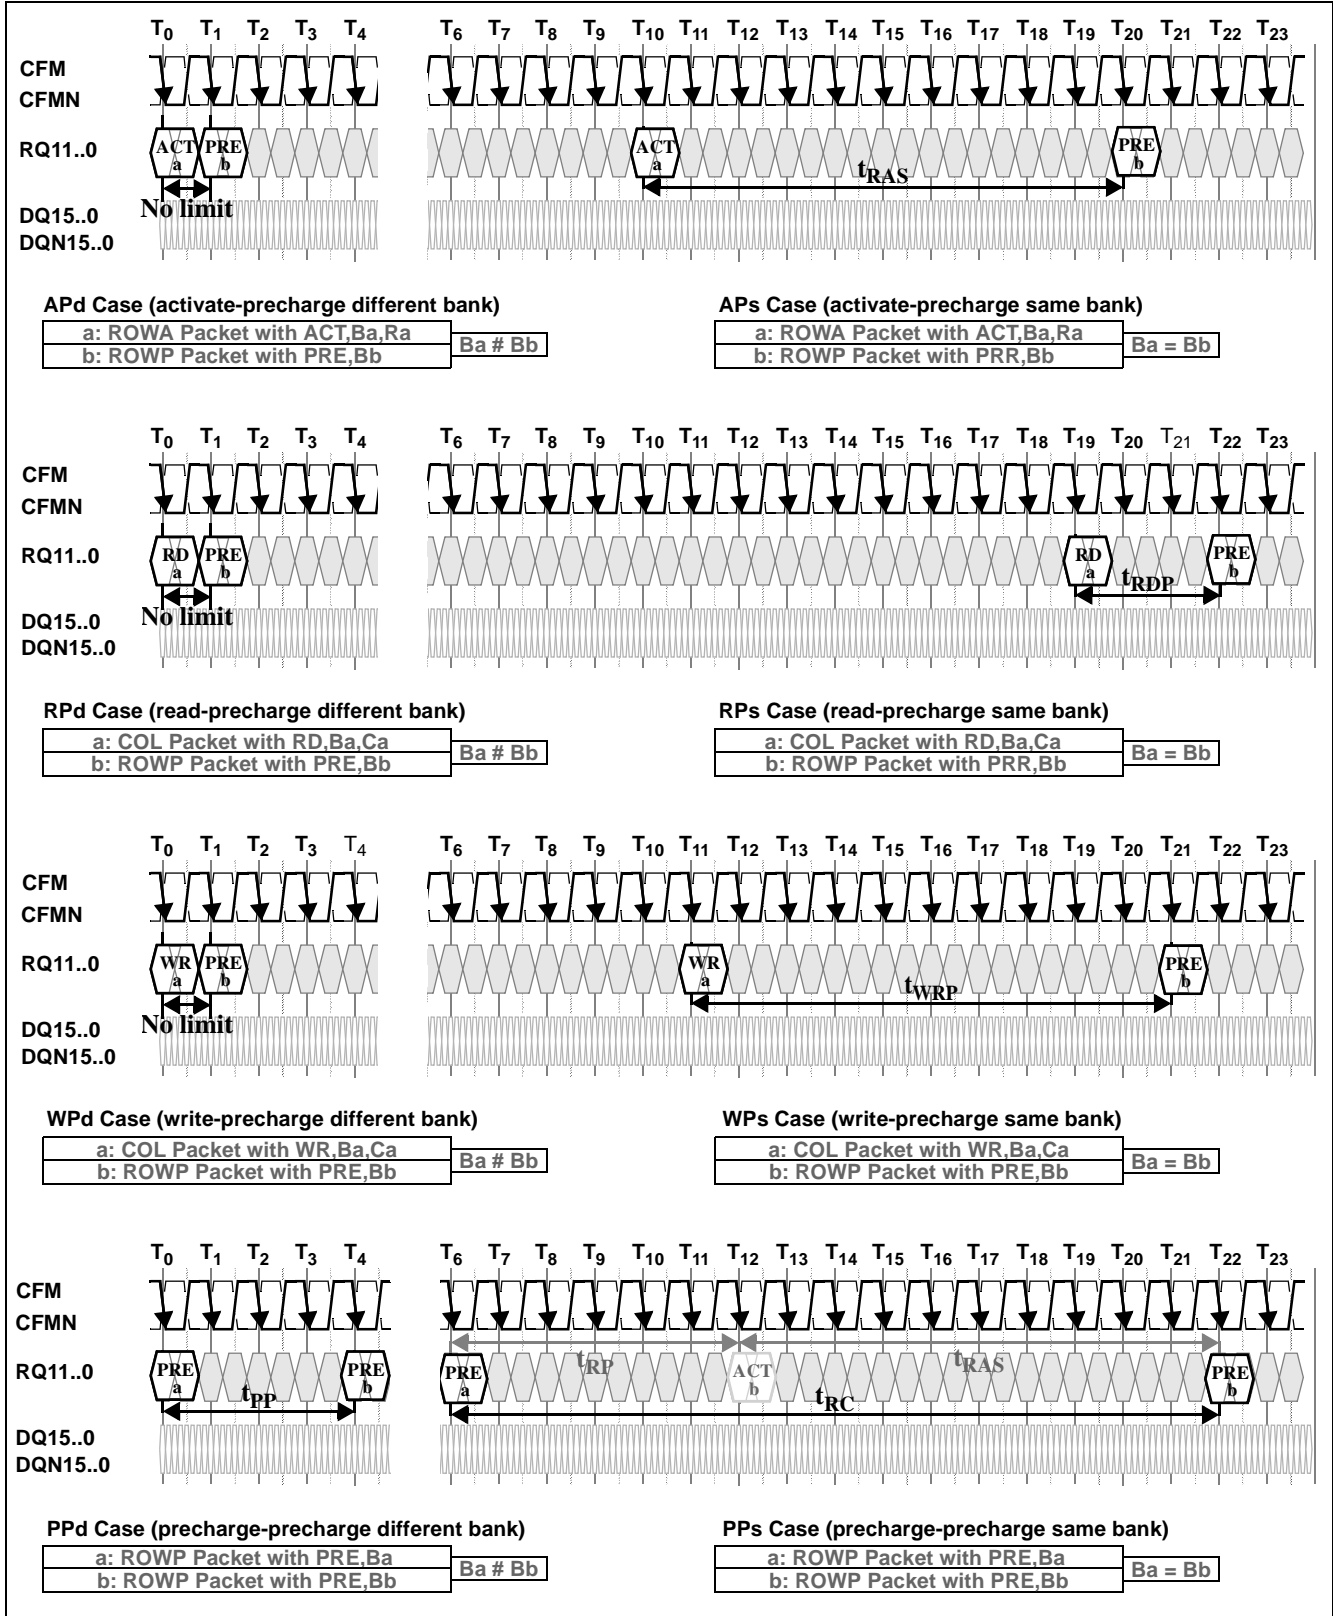 T0 T1 T2 T3 T4 T6 T7 T8 T9 T10 T11 T12 T13 T14 T15 T16 T17 T18 T19 T20 T21 T22 T23
CFM
CFMN
RQ11..0
ACT a PRE b ACT a PRE b
tRAS
No limit
DQ15..0
DQN15..0
APd Case (activate-precharge different bank) APs Case (activate-precharge same bank)
a: ROWA Packet with ACT,Ba,Ra Ba # Bb a: ROWA Packet with ACT,Ba,Ra Ba = Bb
b: ROWP Packet with PRE,Bb b: ROWP Packet with PRR,Bb
T0 T1 T2 T3 T4 T6 T7 T8 T9 T10 T11 T12 T13 T14 T15 T16 T17 T18 T19 T20 T21 T22 T23
CFM
CFMN
RQ11..0
RD a PRE b RD a PRE b
tRDP
No limit
DQ15..0
DQN15..0
RPd Case (read-precharge different bank) RPs Case (read-precharge same bank)
a: COL Packet with RD,Ba,Ca Ba # Bb a: COL Packet with RD,Ba,Ca Ba = Bb
b: ROWP Packet with PRE,Bb b: ROWP Packet with PRR,Bb
T0 T1 T2 T3 T4 T6 T7 T8 T9 T10 T11 T12 T13 T14 T15 T16 T17 T18 T19 T20 T21 T22 T23
CFM
CFMN
RQ11..0
WR a PRE b WR a PRE b
tWRP
No limit
DQ15..0
DQN15..0
WPd Case (write-precharge different bank) WPs Case (write-precharge same bank)
a: COL Packet with WR,Ba,Ca Ba # Bb a: COL Packet with WR,Ba,Ca Ba = Bb
b: ROWP Packet with PRE,Bb b: ROWP Packet with PRE,Bb
T0 T1 T2 T3 T4 T6 T7 T8 T9 T10 T11 T12 T13 T14 T15 T16 T17 T18 T19 T20 T21 T22 T23
CFM
CFMN
tRP tRAS
RQ11..0
PRE a PRE b PRE a ACT b PRE b
tPP tRC
DQ15..0
DQN15..0
PPd Case (precharge-precharge different bank) PPs Case (precharge-precharge same bank)
a: ROWP Packet with PRE,Ba Ba # Bb a: ROWP Packet with PRE,Ba Ba = Bb
b: ROWP Packet with PRE,Bb b: ROWP Packet with PRE,Bb